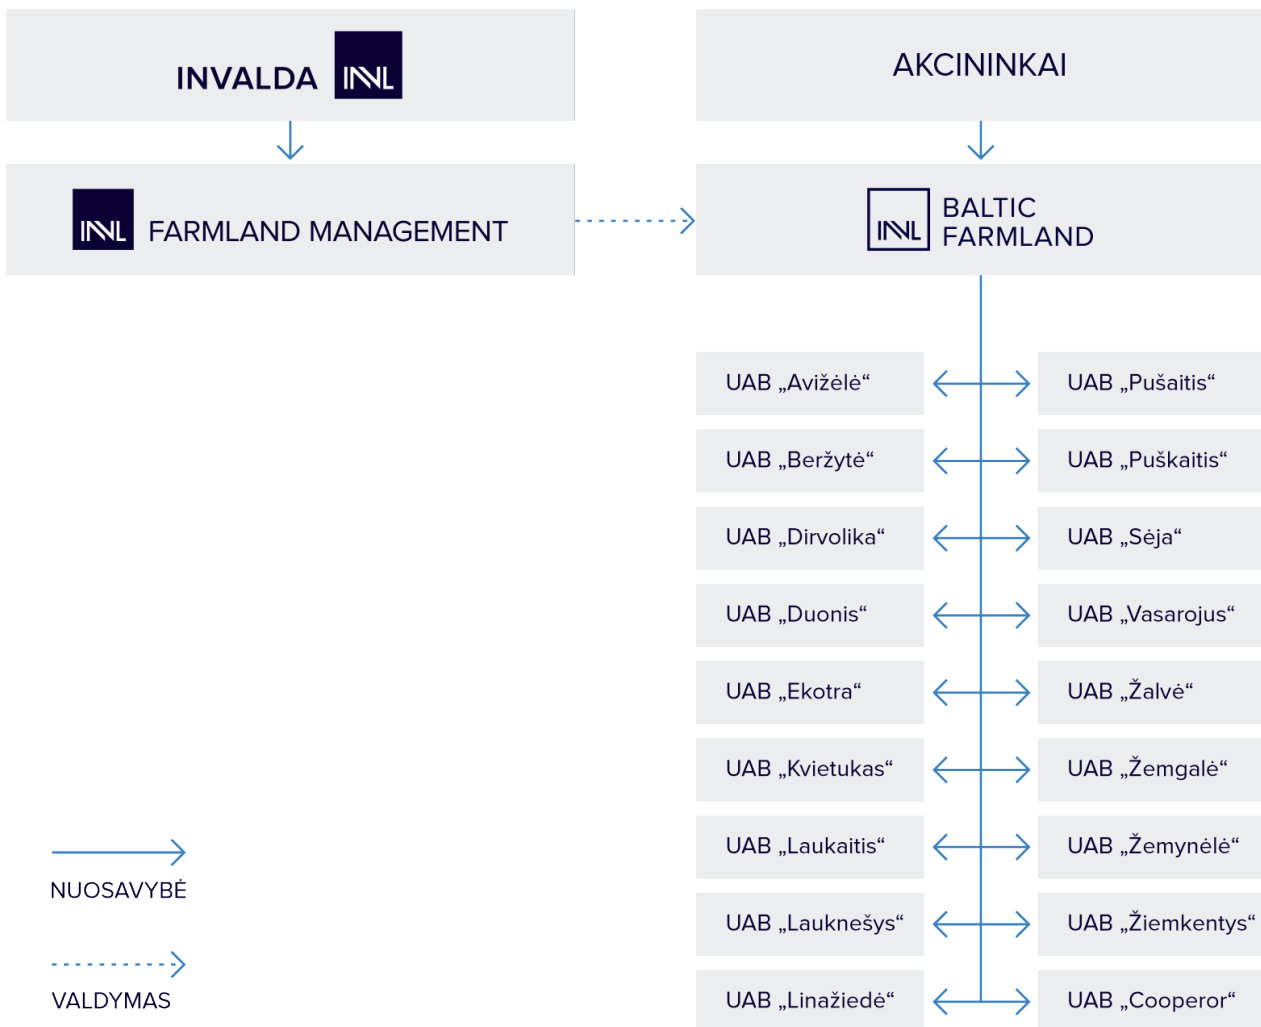 INVALDA INVL
AKCININKAI
INVL FARMLAND MANAGEMENT
INVL BALTIC
FARMLAND
UAB „Avižėlė“
UAB „Pušaitis“
UAB „Beržytė“
UAB „Puškaitis“
UAB „Dirvolika“
UAB „Sėja“
UAB „Duonis“
UAB „Vasarojus“
UAB „Ekotra“
UAB „Žalvė“
UAB „Kvietukas“
UAB „Žemgalė“
UAB „Laukaitis“
UAB „Žemynėlė“
UAB „Lauknešys“
UAB „Žiemkentys“
UAB „Linažiedė“
UAB „Cooperor“
NUOSAVYBĖ
VALDYMAS